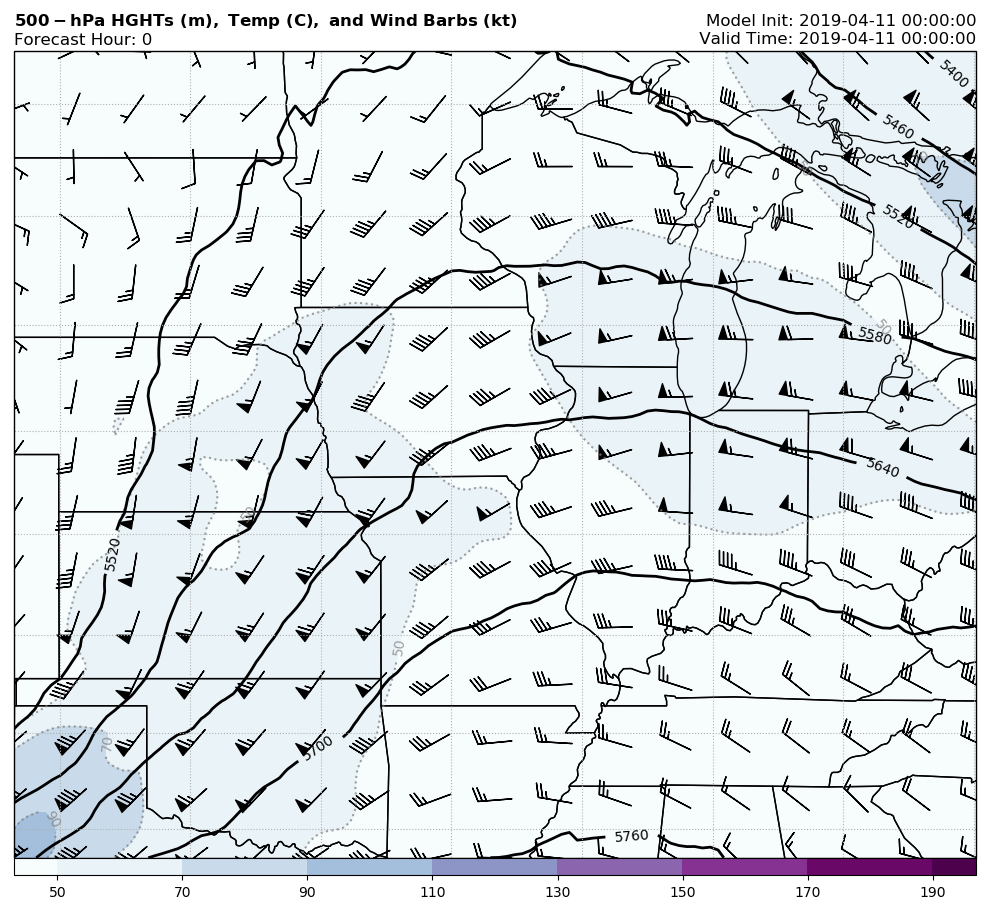 500-hPa HGHTs (m), Temp (C), and Wind Barbs (kt)
Model Init: 2019-04-11 00:00:00
Forecast Hour: 0
Valid Time: 2019-04-11 00:00:00
5400
5460
5520
50
5580
5640
5520
50
70
5700
5760
50 70 90 110 130 150 170 190